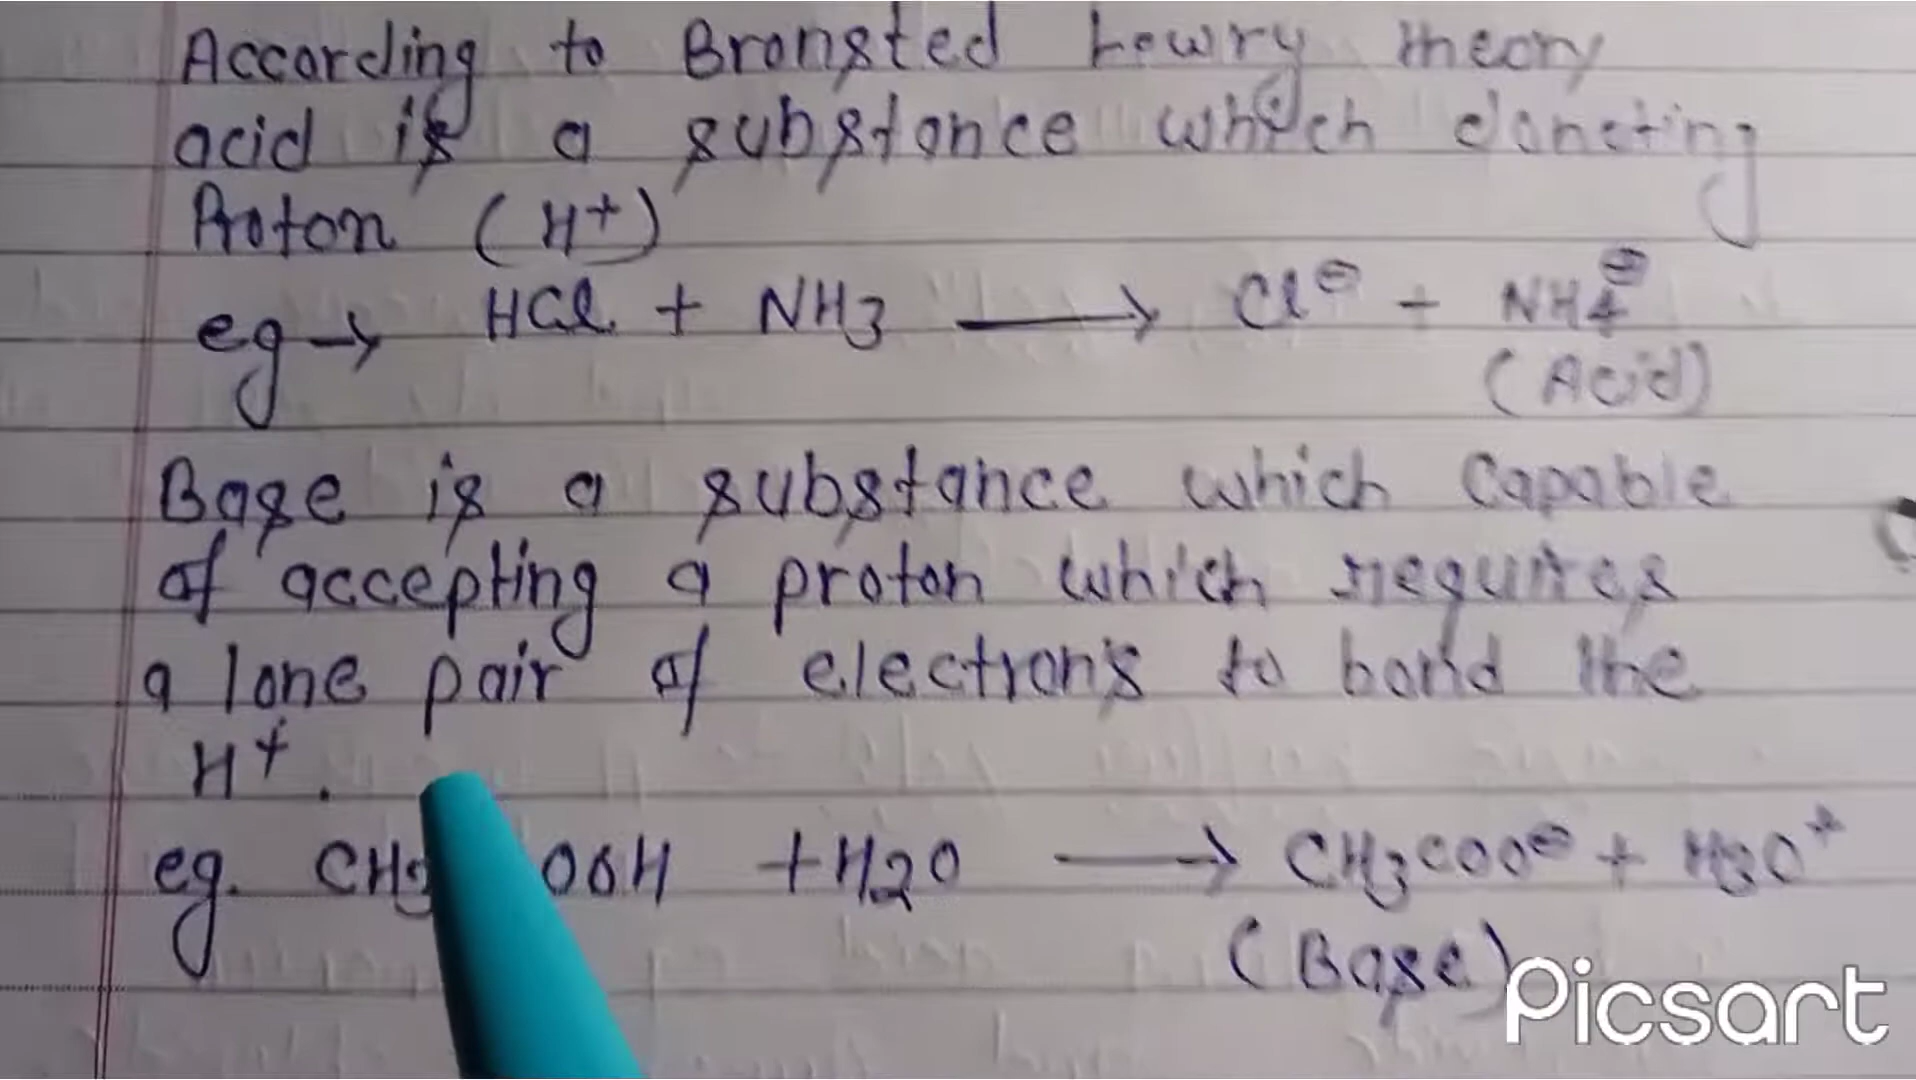 According to Bronsted Lowry theory
acid is a substance which donating
Proton (H+)
eg→ HCl + NH3 ⟶ Cl⊖ + NH4⊖
(Acid)
Base is a substance which capable
of accepting a proton which requires
a lone pair of electrons to bond the
H+.
eg. CH3 OOH + H2O ⟶ CH3COO⊖ + H3O+
(Base)
Picsart